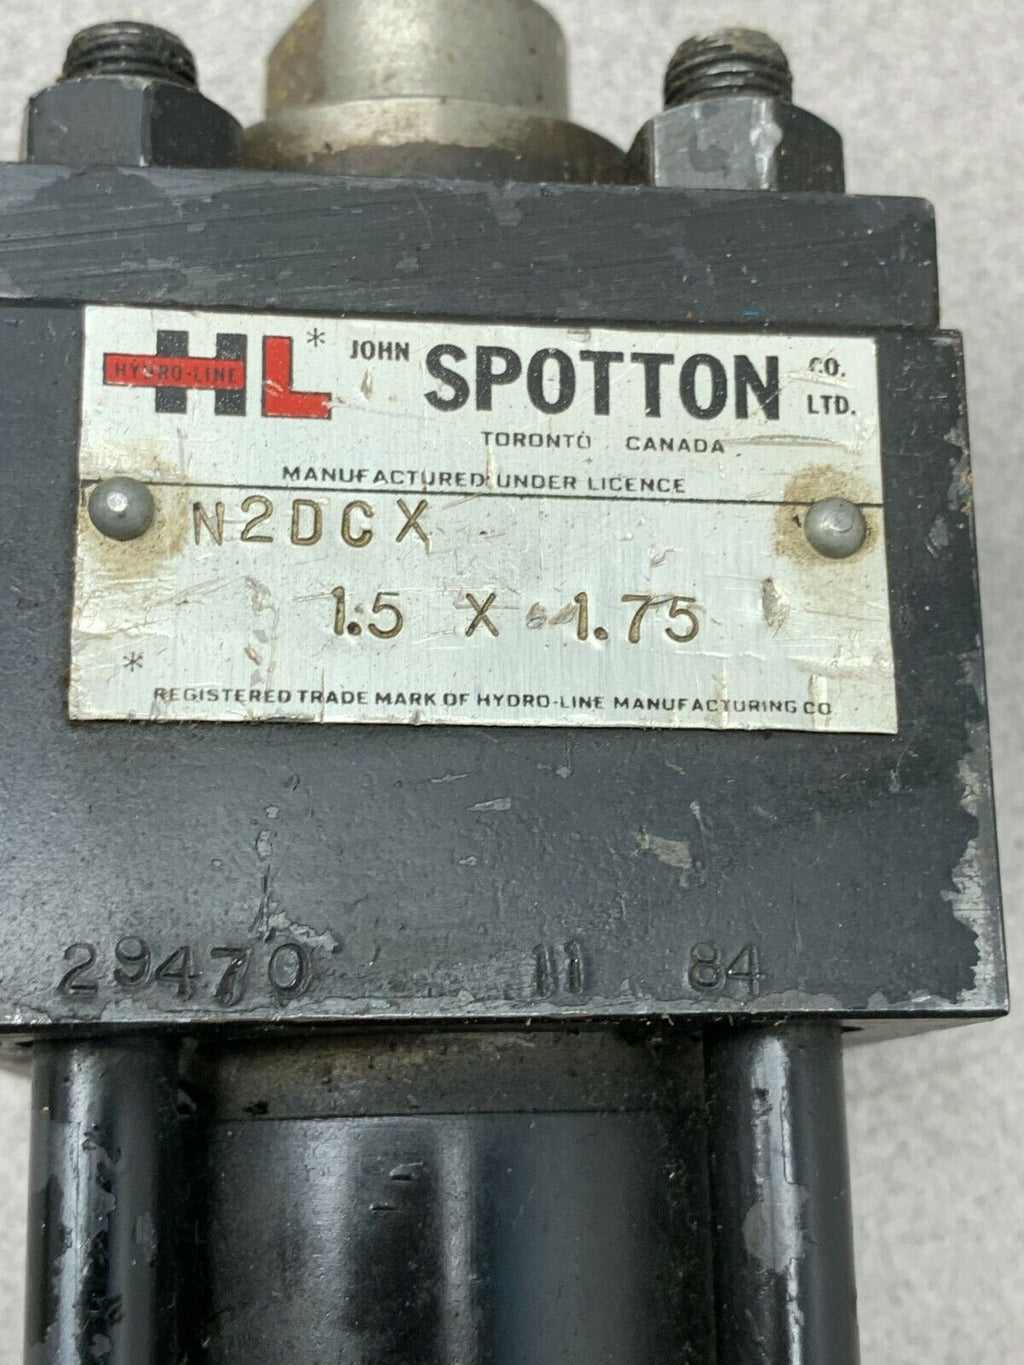 HL*
HYDRO-LINE
JOHN SPOTTON CO. LTD.
TORONTO CANADA
MANUFACTURED UNDER LICENCE
N2DCX
1.5 X 1.75
* REGISTERED TRADE MARK OF HYDRO-LINE MANUFACTURING CO.
29470 11 84